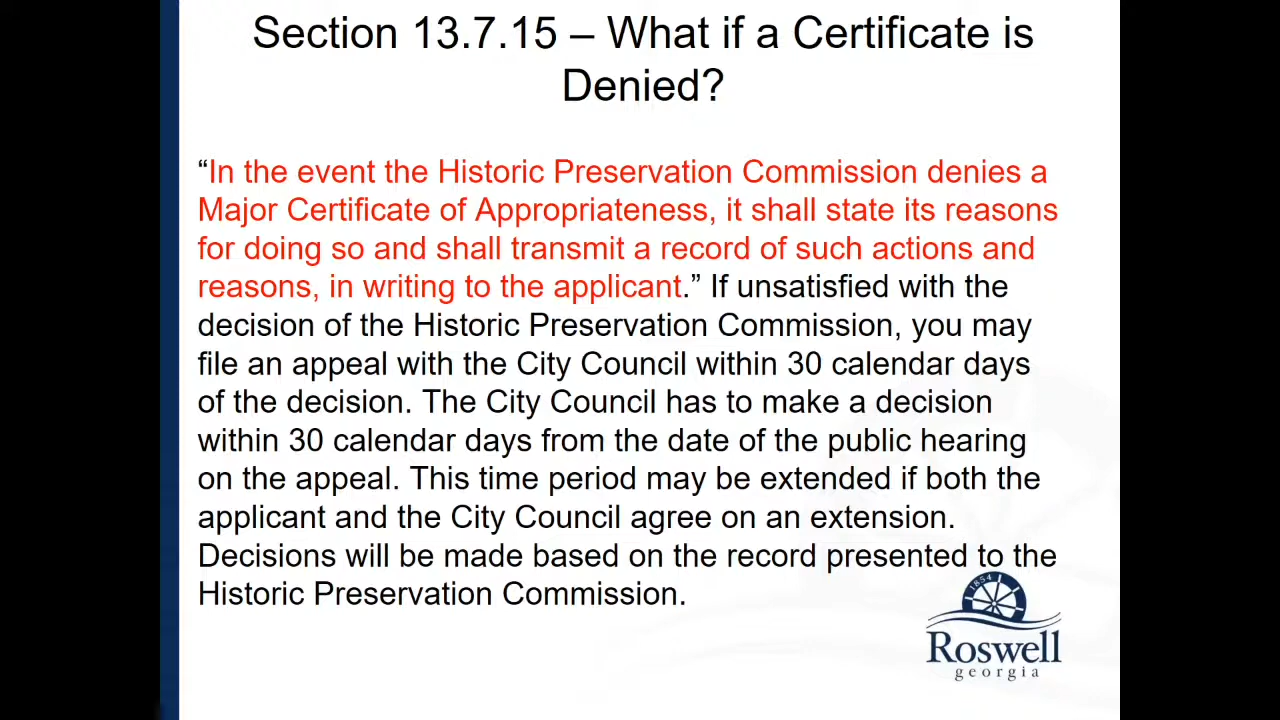 Section 13.7.15 – What if a Certificate is
Denied?
“In the event the Historic Preservation Commission denies a
Major Certificate of Appropriateness, it shall state its reasons
for doing so and shall transmit a record of such actions and
reasons, in writing to the applicant.” If unsatisfied with the
decision of the Historic Preservation Commission, you may
file an appeal with the City Council within 30 calendar days
of the decision. The City Council has to make a decision
within 30 calendar days from the date of the public hearing
on the appeal. This time period may be extended if both the
applicant and the City Council agree on an extension.
Decisions will be made based on the record presented to the
Historic Preservation Commission.
1854
Roswell
georgia